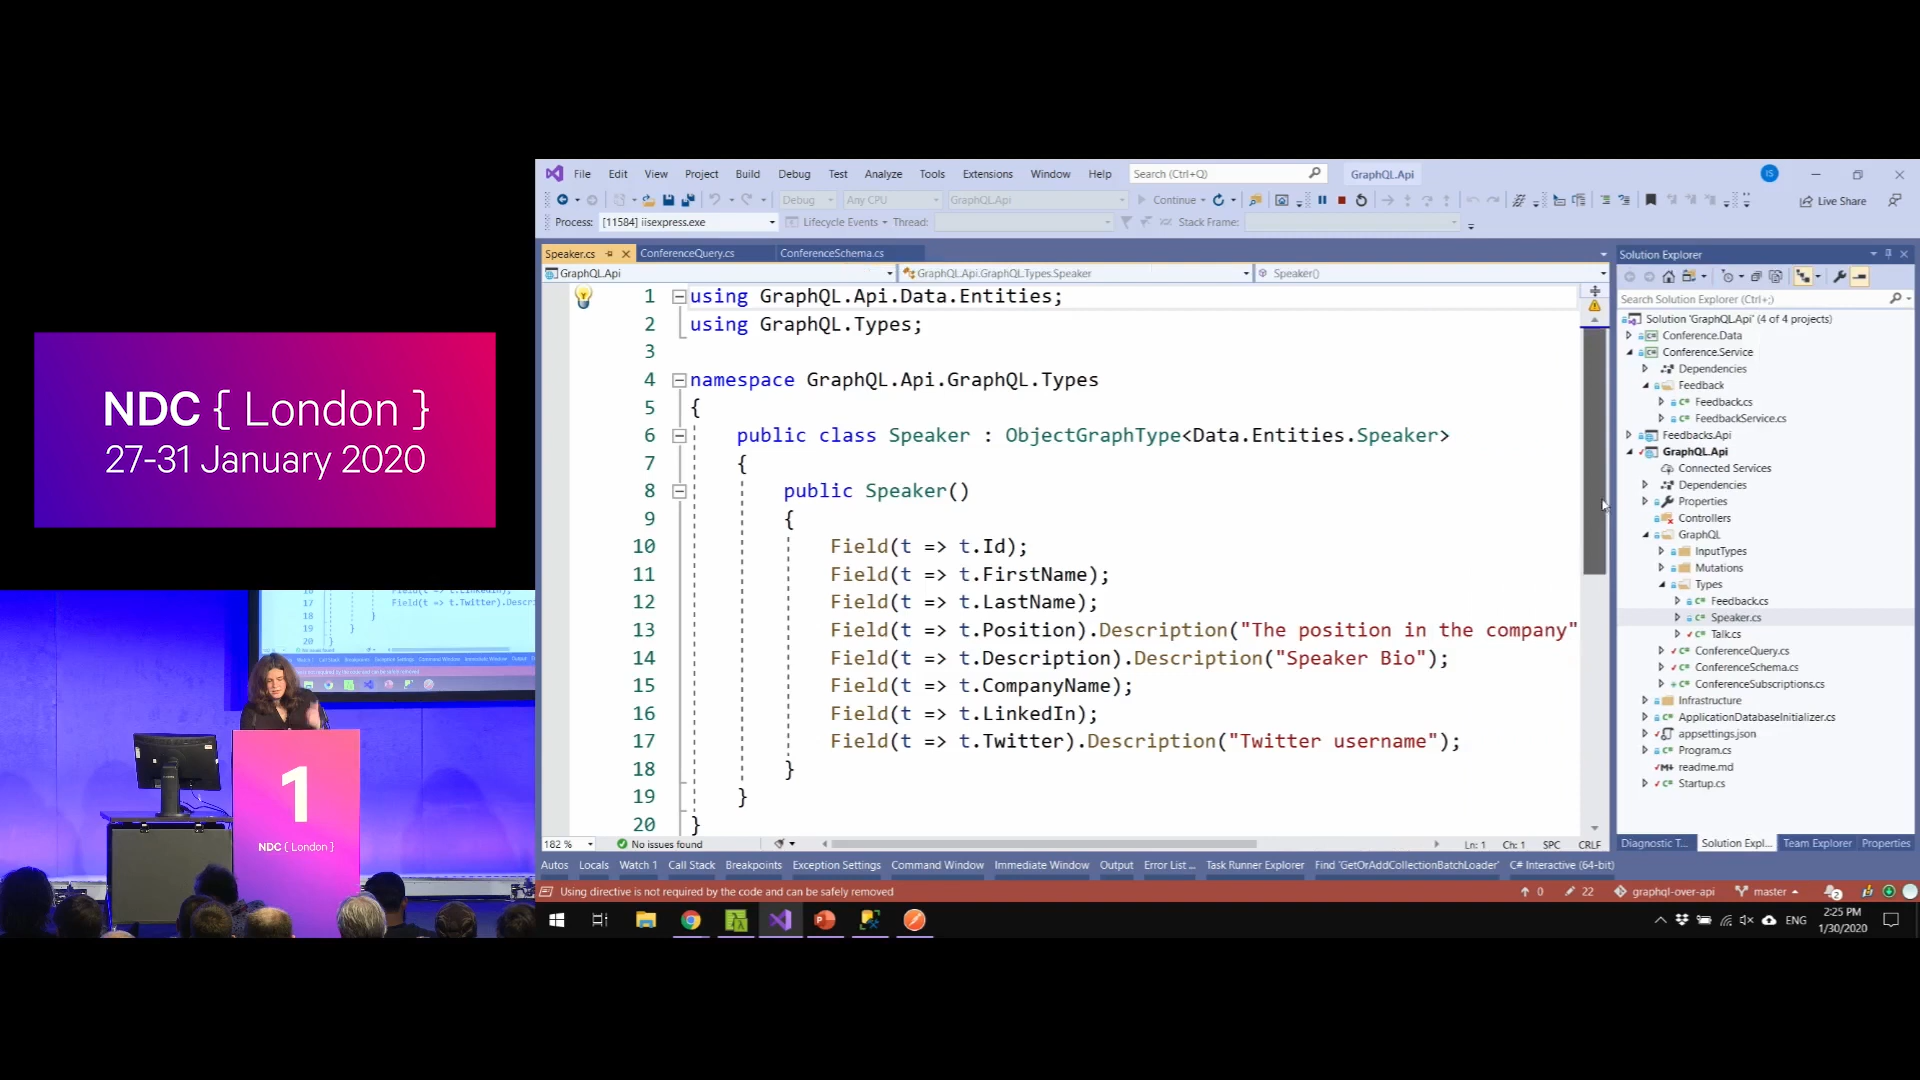 NDC { London }
27-31 January 2020
1
NDC { London }
File Edit View Project Build Debug Test Analyze Tools Extensions Window Help Search (Ctrl+Q) GraphQL.Api IS
Debug Any CPU GraphQL.Api Continue Live Share
Process: [11584] iisexpress.exe Lifecycle Events Thread: Stack Frame:
Speaker.cs ConferenceQuery.cs ConferenceSchema.cs
GraphQL.Api GraphQL.Api.GraphQL.Types.Speaker Speaker()
1 using GraphQL.Api.Data.Entities;
2 using GraphQL.Types;
3
4 namespace GraphQL.Api.GraphQL.Types
5 {
6 public class Speaker : ObjectGraphType<Data.Entities.Speaker>
7 {
8 public Speaker()
9 {
10 Field(t => t.Id);
11 Field(t => t.FirstName);
12 Field(t => t.LastName);
13 Field(t => t.Position).Description("The position in the company"
14 Field(t => t.Description).Description("Speaker Bio");
15 Field(t => t.CompanyName);
16 Field(t => t.LinkedIn);
17 Field(t => t.Twitter).Description("Twitter username");
18 }
19 }
20 }
182 % No issues found Ln: 1 Ch: 1 SPC CRLF
Autos Locals Watch 1 Call Stack Breakpoints Exception Settings Command Window Immediate Window Output Error List ... Task Runner Explorer Find 'GetOrAddCollectionBatchLoader' C# Interactive (64-bit)
Using directive is not required by the code and can be safely removed 0 22 graphql-over-api master 2
Solution Explorer
Search Solution Explorer (Ctrl+;)
Solution 'GraphQL.Api' (4 of 4 projects)
Conference.Data
Conference.Service
Dependencies
Feedback
Feedback.cs
FeedbackService.cs
Feedbacks.Api
GraphQL.Api
Connected Services
Dependencies
Properties
Controllers
GraphQL
InputTypes
Mutations
Types
Feedback.cs
Speaker.cs
Talk.cs
ConferenceQuery.cs
ConferenceSchema.cs
ConferenceSubscriptions.cs
Infrastructure
ApplicationDatabaseInitializer.cs
appsettings.json
Program.cs
readme.md
Startup.cs
Diagnostic T... Solution Expl... Team Explorer Properties
ENG 2:25 PM
1/30/2020